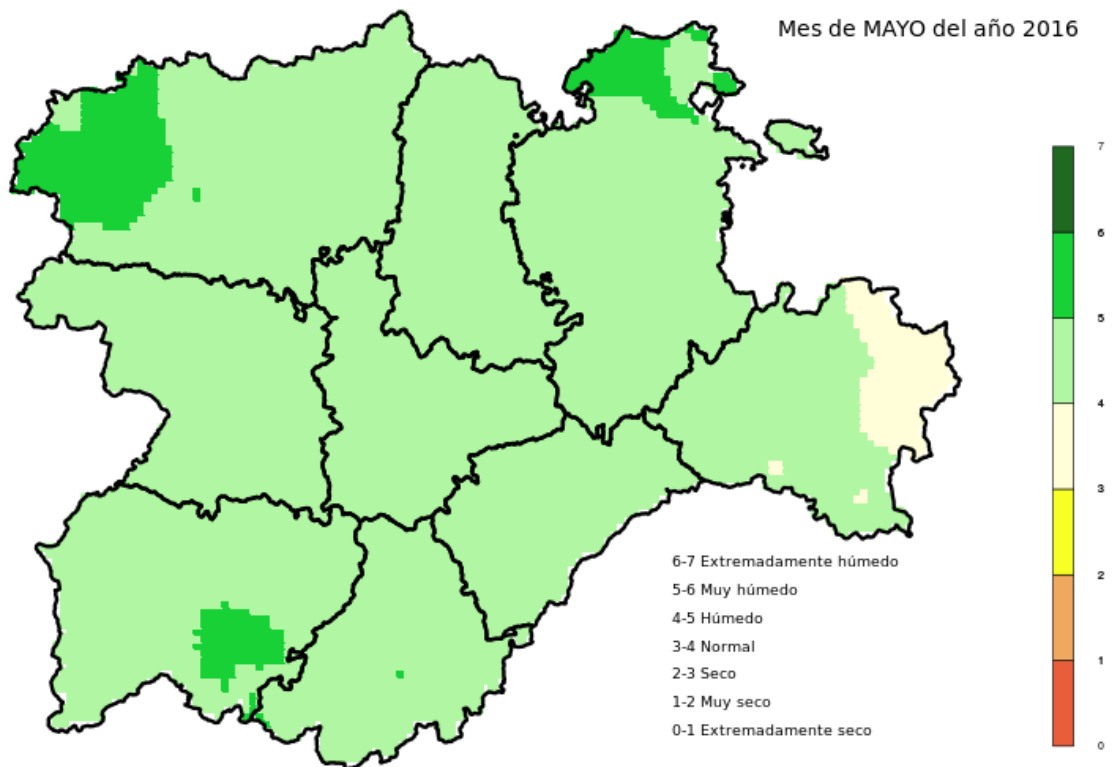 Mes de MAYO del año 2016
7
6
5
4
3
2
1
0
6-7 Extremadamente húmedo
5-6 Muy húmedo
4-5 Húmedo
3-4 Normal
2-3 Seco
1-2 Muy seco
0-1 Extremadamente seco